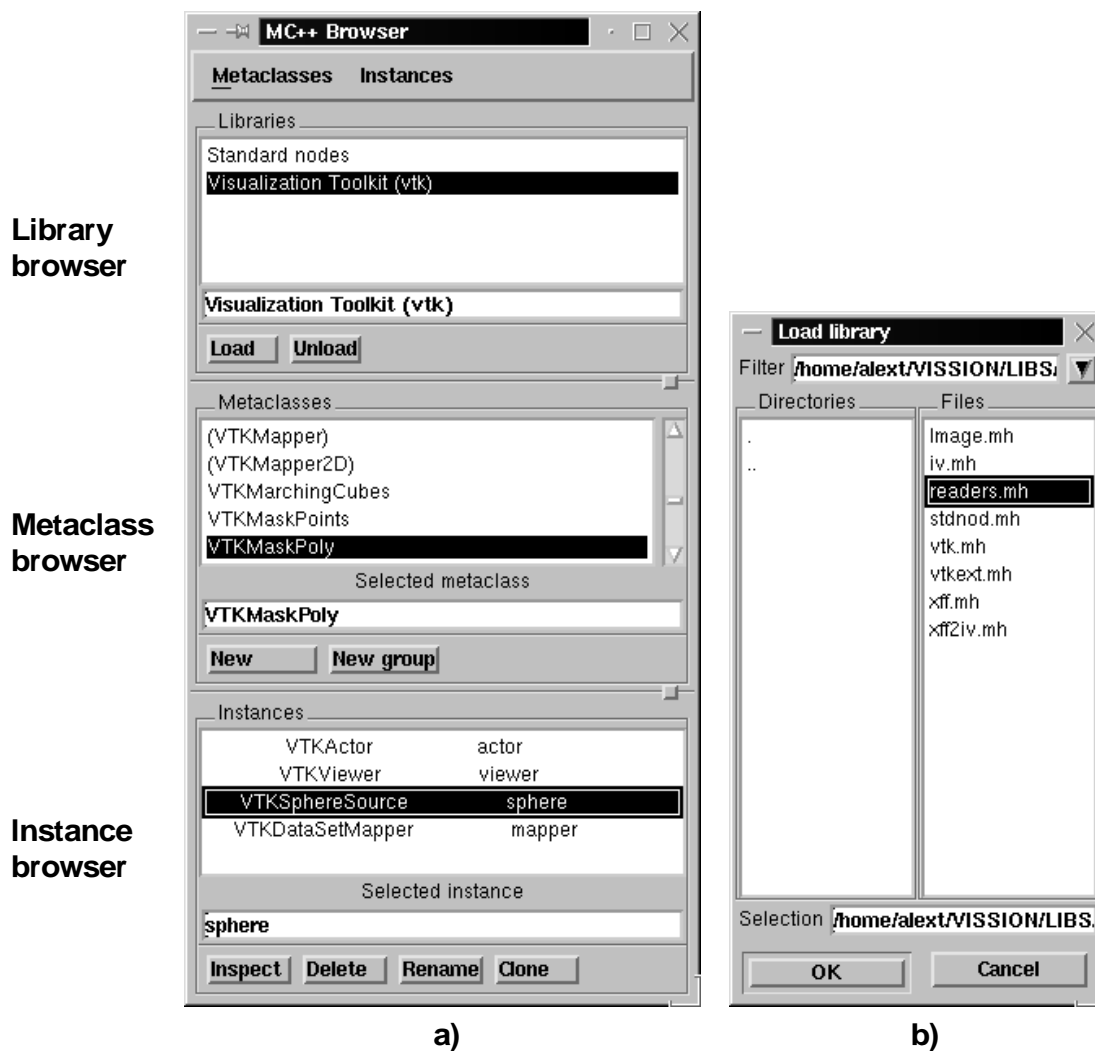 MC++ Browser
Metaclasses Instances
Libraries
Standard nodes
Visualization Toolkit (vtk)
Library
browser
Visualization Toolkit (vtk)
Load Unload
Metaclasses
(VTKMapper)
(VTKMapper2D)
VTKMarchingCubes
VTKMaskPoints
VTKMaskPoly
Metaclass
browser
Selected metaclass
VTKMaskPoly
New New group
Instances
VTKActor actor
VTKViewer viewer
VTKSphereSource sphere
VTKDataSetMapper mapper
Instance
browser
Selected instance
sphere
Inspect Delete Rename Clone
a)
Load library
Filter /home/alext/VISSION/LIBS/
Directories Files
.
..
Image.mh
iv.mh
readers.mh
stdnod.mh
vtk.mh
vtkext.mh
xff.mh
xff2iv.mh
Selection /home/alext/VISSION/LIBS.
OK Cancel
b)